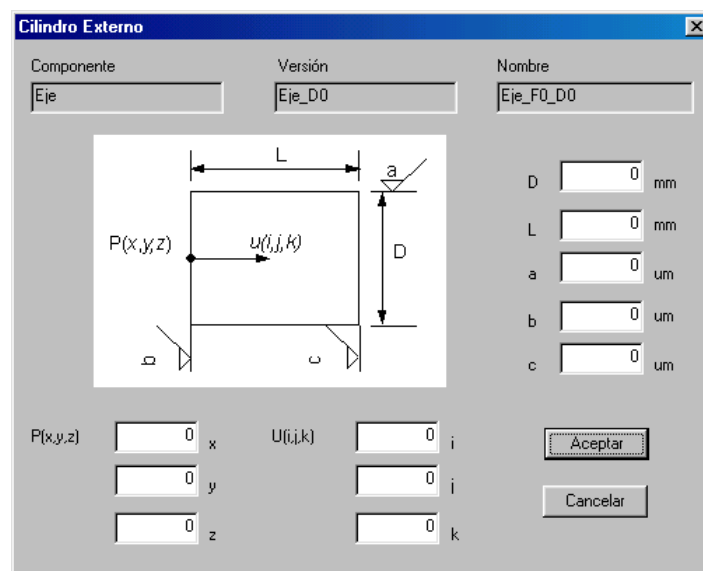 Cilindro Externo
Componente Versión Nombre
Eje Eje_D0 Eje_F0_D0
L
a
P(x,y,z) u(i,j,k) D
b c
D 0 mm
L 0 mm
a 0 um
b 0 um
c 0 um
P(x,y,z) 0 x U(i,j,k) 0 i
0 y 0 j
0 z 0 k
Aceptar
Cancelar